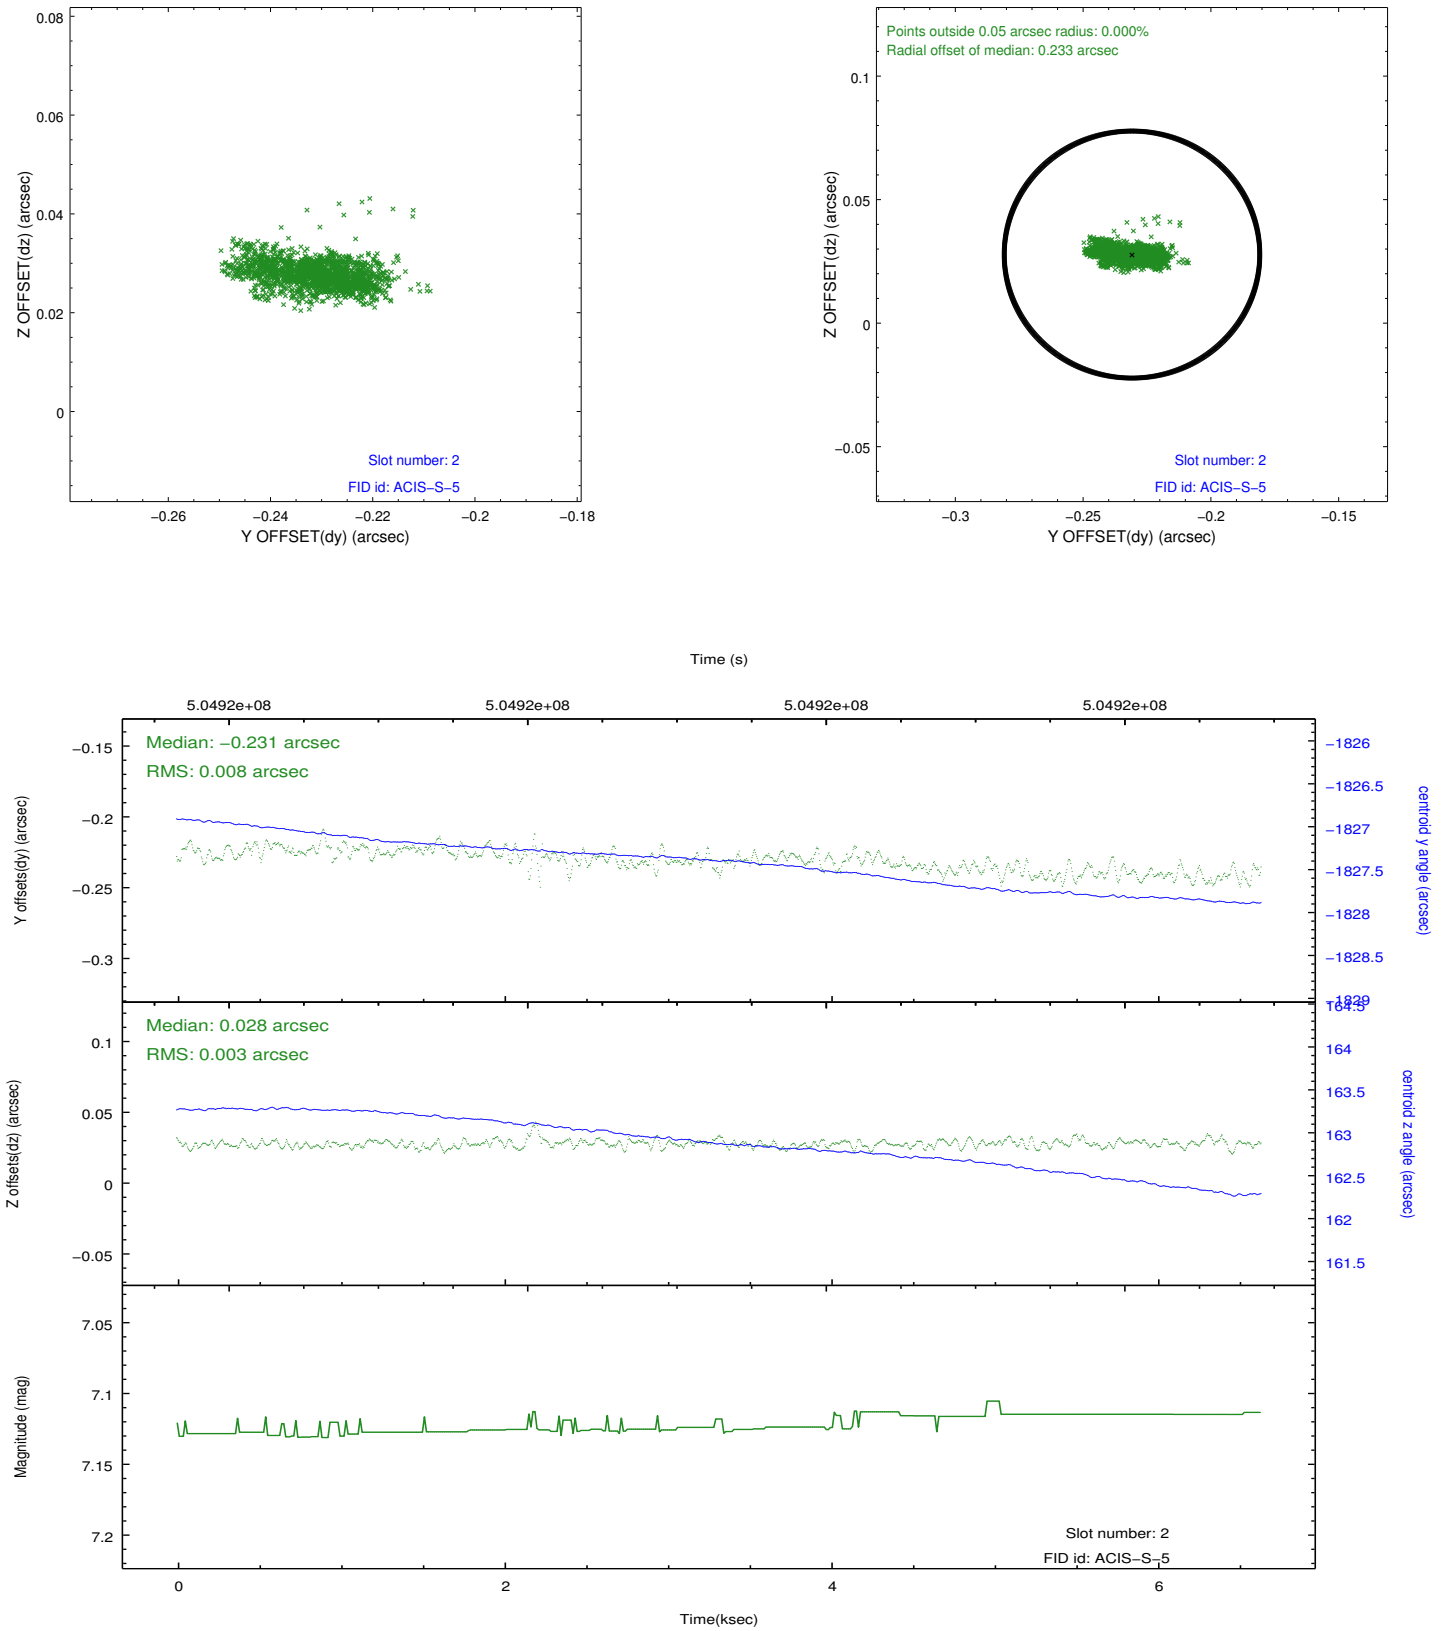 0.08
0.06
0.04
0.02
0
Z OFFSET(dz) (arcsec)
Slot number: 2
FID id: ACIS−S−5
−0.26
−0.24
−0.22
−0.2
−0.18
Y OFFSET(dy) (arcsec)
Points outside 0.05 arcsec radius: 0.000%
Radial offset of median: 0.233 arcsec
0.1
0.05
0
−0.05
Z OFFSET(dz) (arcsec)
Slot number: 2
FID id: ACIS−S−5
−0.3
−0.25
−0.2
−0.15
Y OFFSET(dy) (arcsec)
Time (s)
5.0492e+08
5.0492e+08
5.0492e+08
5.0492e+08
Median: −0.231 arcsec
RMS: 0.008 arcsec
−0.15
−0.2
−0.25
−0.3
Y offsets(dy) (arcsec)
−1826
−1826.5
−1827
−1827.5
−1828
−1828.5
−1829
centroid y angle (arcsec)
Median: 0.028 arcsec
RMS: 0.003 arcsec
0.1
0.05
0
−0.05
Z offsets(dz) (arcsec)
164.5
164
163.5
163
162.5
162
161.5
centroid z angle (arcsec)
7.05
7.1
7.15
7.2
Magnitude (mag)
Slot number: 2
FID id: ACIS−S−5
0
2
4
6
Time(ksec)